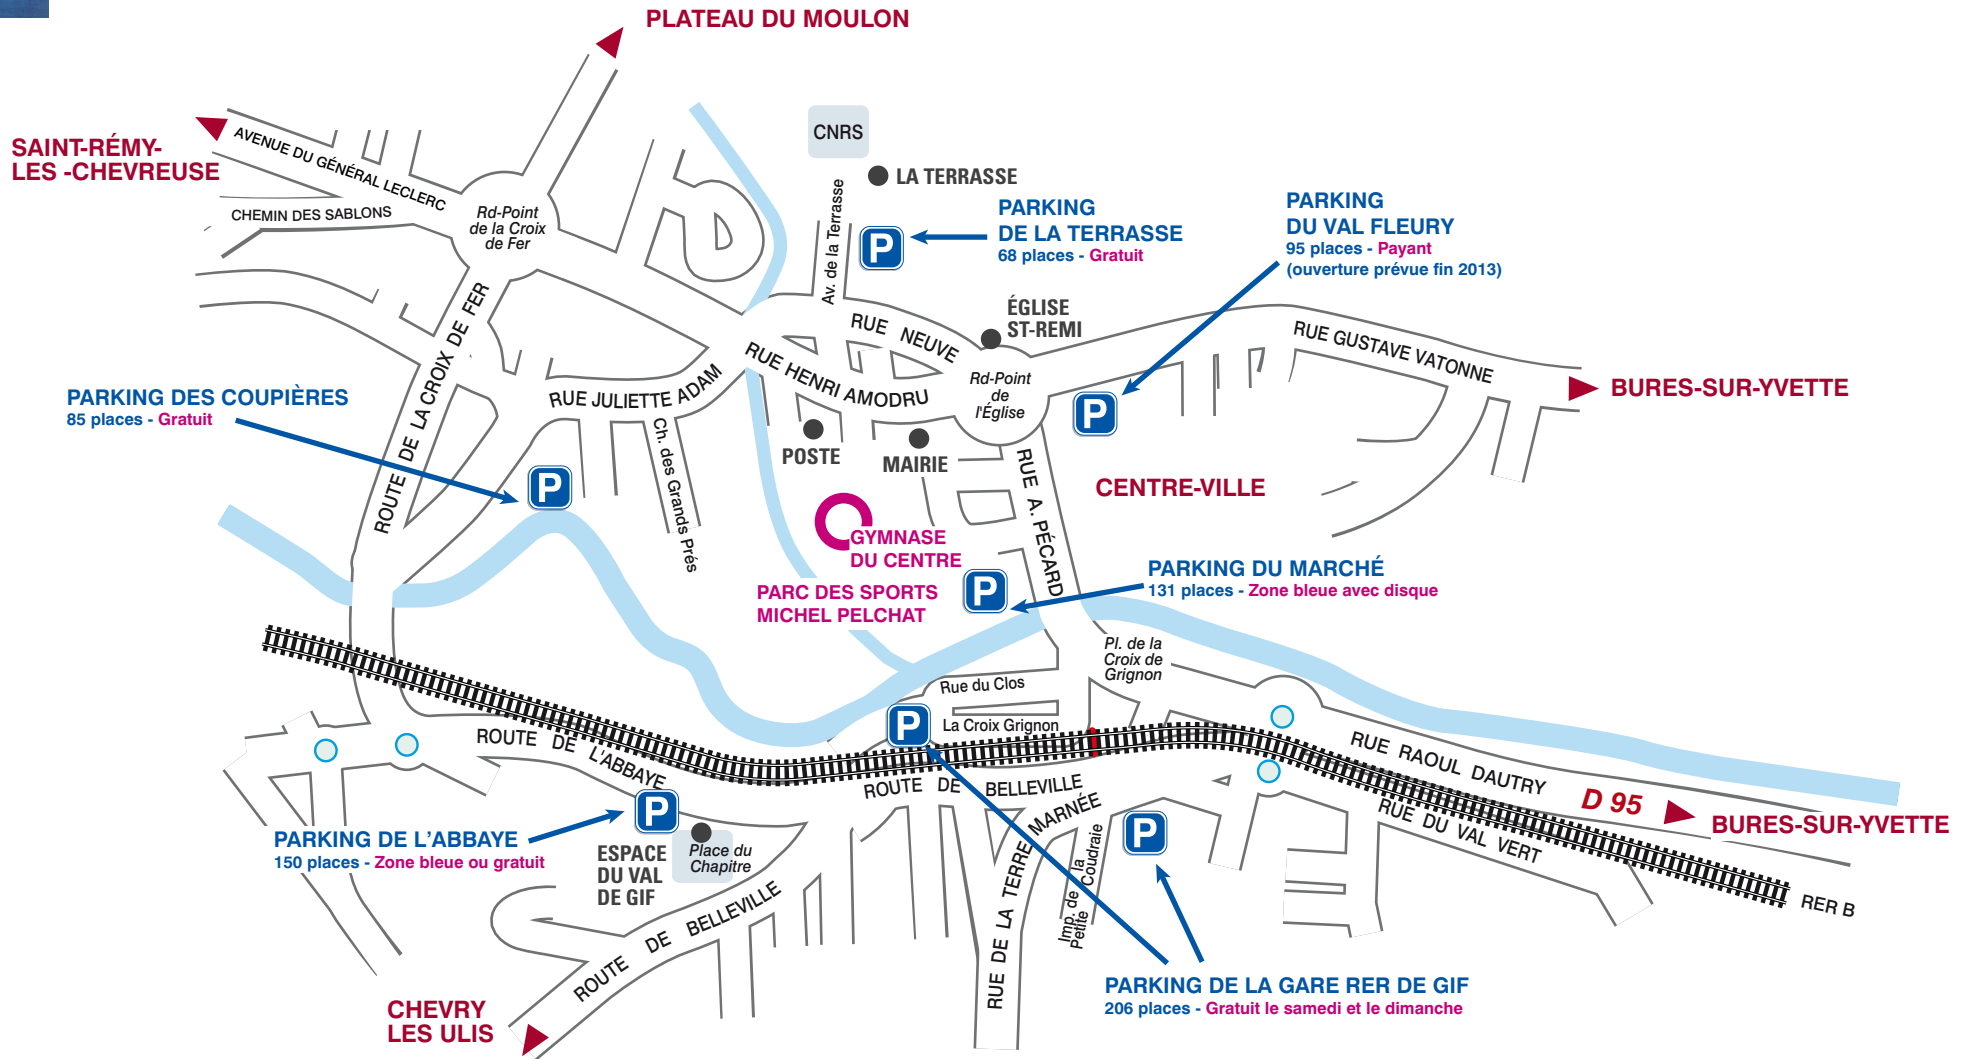 PLATEAU DU MOULON
SAINT-RÉMY-
LES -CHEVREUSE
AVENUE DU GÉNÉRAL LECLERC
CHEMIN DES SABLONS
Rd-Point
de la Croix
de Fer
CNRS
LA TERRASSE
Av. de la Terrasse
P
PARKING
DE LA TERRASSE
68 places - Gratuit
PARKING
DU VAL FLEURY
95 places - Payant
(ouverture prévue fin 2013)
ÉGLISE
ST-REMI
RUE NEUVE
RUE HENRI AMODRU
RUE JULIETTE ADAM
Rd-Point
de
l'Église
RUE GUSTAVE VATONNE
BURES-SUR-YVETTE
P
PARKING DES COUPIÈRES
85 places - Gratuit
ROUTE DE LA CROIX DE FER
P
Ch. des Grands Prés
POSTE
MAIRIE
RUE A. PÉCARD
CENTRE-VILLE
GYMNASE
DU CENTRE
PARC DES SPORTS
MICHEL PELCHAT
P
PARKING DU MARCHÉ
131 places - Zone bleue avec disque
Pl. de la
Croix de
Grignon
Rue du Clos
La Croix Grignon
P
ROUTE DE L'ABBAYE
ROUTE DE BELLEVILLE
RUE RAOUL DAUTRY
D 95
BURES-SUR-YVETTE
RUE DU VAL VERT
RER B
P
PARKING DE L'ABBAYE
150 places - Zone bleue ou gratuit
ESPACE
DU VAL
DE GIF
Place du
Chapitre
RUE DE LA TERRE MARNÉE
Imp. de la
Petite Coudraie
P
ROUTE DE BELLEVILLE
PARKING DE LA GARE RER DE GIF
206 places - Gratuit le samedi et le dimanche
CHEVRY
LES ULIS